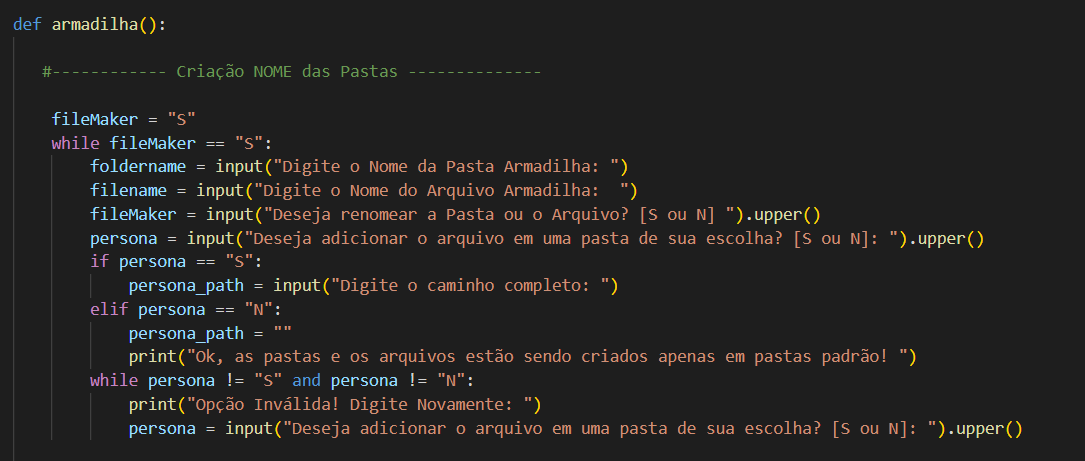 def armadilha():
#------------ Criação NOME das Pastas --------------
fileMaker = "S"
while fileMaker == "S":
foldername = input("Digite o Nome da Pasta Armadilha: ")
filename = input("Digite o Nome do Arquivo Armadilha:  ")
fileMaker = input("Deseja renomear a Pasta ou o Arquivo? [S ou N] ").upper()
persona = input("Deseja adicionar o arquivo em uma pasta de sua escolha? [S ou N]: ").upper()
if persona == "S":
persona_path = input("Digite o caminho completo: ")
elif persona == "N":
persona_path = ""
print("Ok, as pastas e os arquivos estão sendo criados apenas em pastas padrão! ")
while persona != "S" and persona != "N":
print("Opção Inválida! Digite Novamente: ")
persona = input("Deseja adicionar o arquivo em uma pasta de sua escolha? [S ou N]: ").upper()